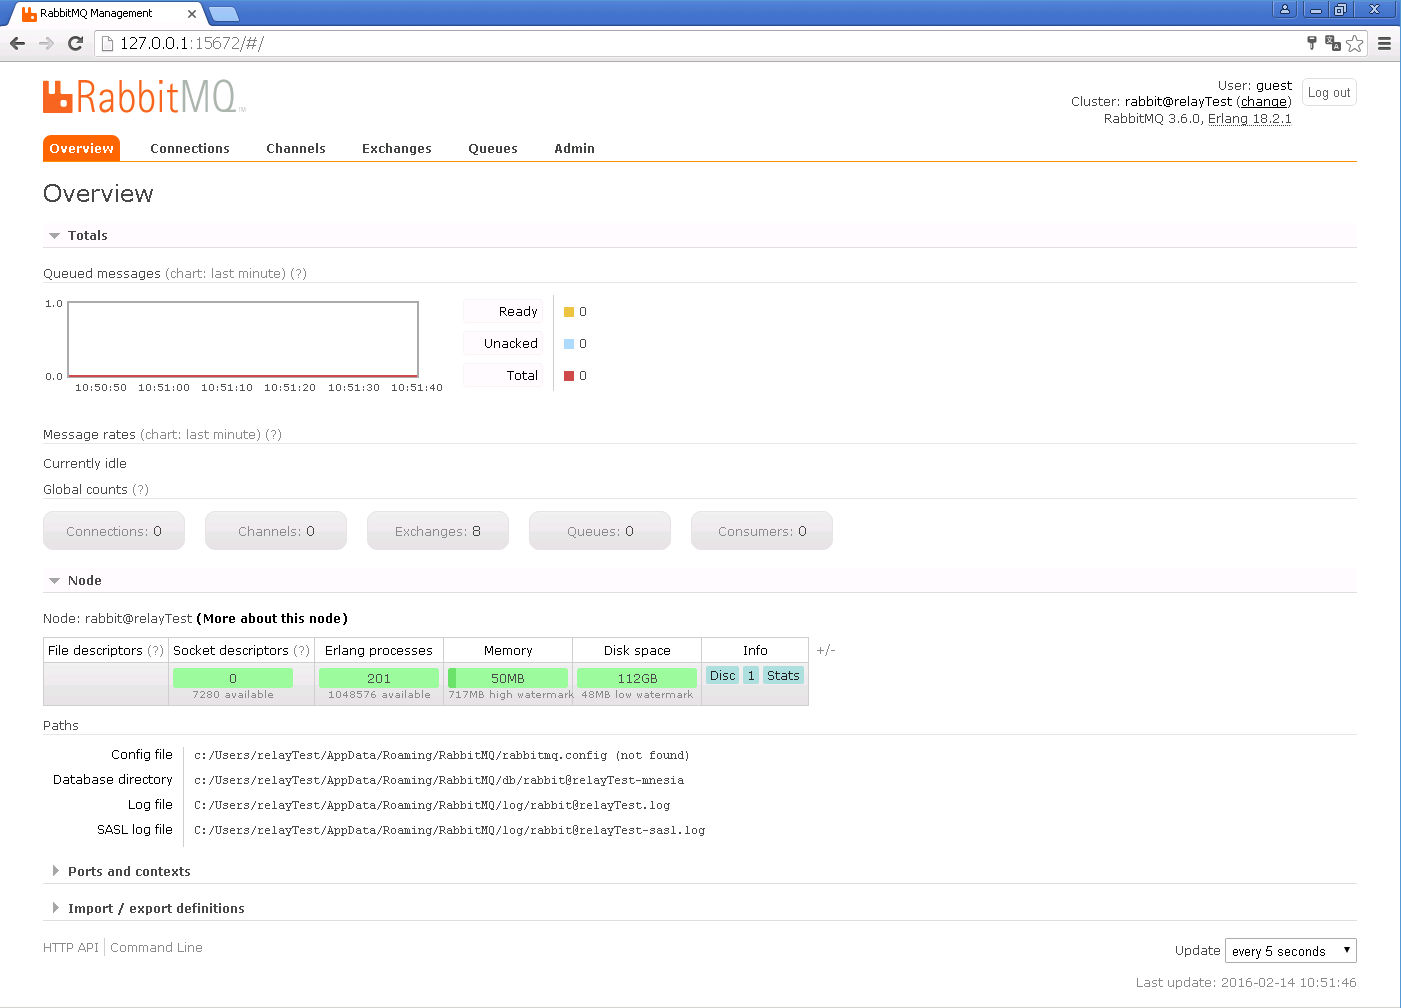 RabbitMQ Management
127.0.0.1:15672/#/
RabbitMQ™
User: guest
Cluster: rabbit@relayTest (change)
RabbitMQ 3.6.0, Erlang 18.2.1
Log out
Overview Connections Channels Exchanges Queues Admin
Overview
Totals
Queued messages (chart: last minute) (?)
1.0
0.0
10:50:50 10:51:00 10:51:10 10:51:20 10:51:30 10:51:40
Ready 0
Unacked 0
Total 0
Message rates (chart: last minute) (?)
Currently idle
Global counts (?)
Connections: 0 Channels: 0 Exchanges: 8 Queues: 0 Consumers: 0
Node
Node: rabbit@relayTest (More about this node)
File descriptors (?) Socket descriptors (?) Erlang processes Memory Disk space Info +/-
0 201 50MB 112GB Disc 1 Stats
7280 available 1048576 available 717MB high watermark 48MB low watermark
Paths
Config file c:/Users/relayTest/AppData/Roaming/RabbitMQ/rabbitmq.config (not found)
Database directory c:/Users/relayTest/AppData/Roaming/RabbitMQ/db/rabbit@relayTest-mnesia
Log file C:/Users/relayTest/AppData/Roaming/RabbitMQ/log/rabbit@relayTest.log
SASL log file C:/Users/relayTest/AppData/Roaming/RabbitMQ/log/rabbit@relayTest-sasl.log
Ports and contexts
Import / export definitions
HTTP API Command Line
Update every 5 seconds
Last update: 2016-02-14 10:51:46